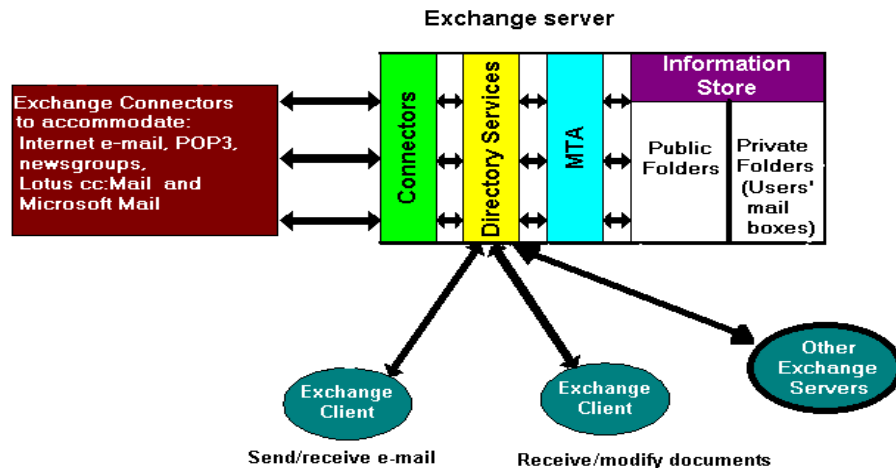 Exchange server
Exchange Connectors
to accommodate:
Internet e-mail, POP3,
newsgroups,
Lotus cc:Mail and
Microsoft Mail
Connectors
Directory Services
MTA
Information
Store
Public
Folders
Private
Folders
(Users'
mail
boxes)
Exchange
Client
Send/receive e-mail
Exchange
Client
Receive/modify documents
Other
Exchange
Servers